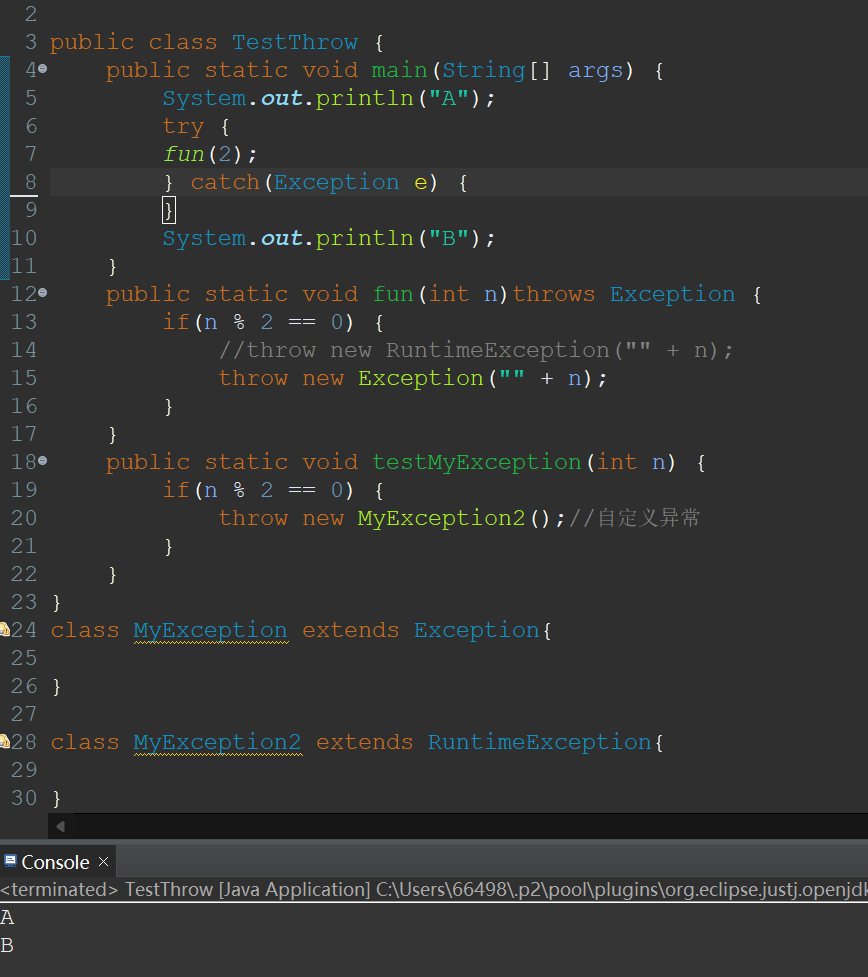 2
3 public class TestThrow {
4 public static void main(String[] args) {
5 System.out.println("A");
6 try {
7 fun(2);
8 } catch(Exception e) {
9 }
10 System.out.println("B");
11 }
12 public static void fun(int n)throws Exception {
13 if(n % 2 == 0) {
14 //throw new RuntimeException("" + n);
15 throw new Exception("" + n);
16 }
17 }
18 public static void testMyException(int n) {
19 if(n % 2 == 0) {
20 throw new MyException2();//自定义异常
21 }
22 }
23 }
24 class MyException extends Exception{
25
26 }
27
28 class MyException2 extends RuntimeException{
29
30 }
Console ×
<terminated> TestThrow [Java Application] C:\Users\66498\.p2\pool\plugins\org.eclipse.justj.openjdk
A
B